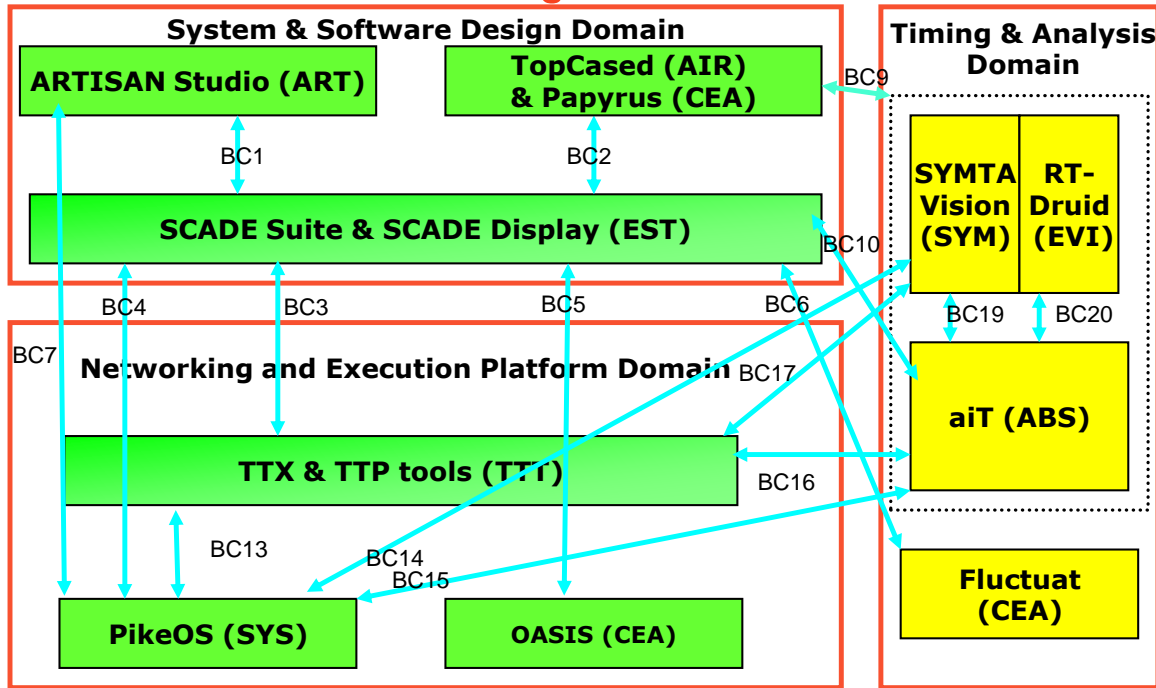 System & Software Design Domain
ARTISAN Studio (ART)
TopCased (AIR)
& Papyrus (CEA)
BC1
BC2
SCADE Suite & SCADE Display (EST)
BC9
Timing & Analysis
Domain
SYMTA
Vision
(SYM)
RT-
Druid
(EVI)
BC10
BC4
BC3
BC5
BC6
BC19
BC20
BC7
Networking and Execution Platform Domain
BC17
aiT (ABS)
TTX & TTP tools (TTT)
BC16
BC13
BC14
BC15
PikeOS (SYS)
OASIS (CEA)
Fluctuat
(CEA)